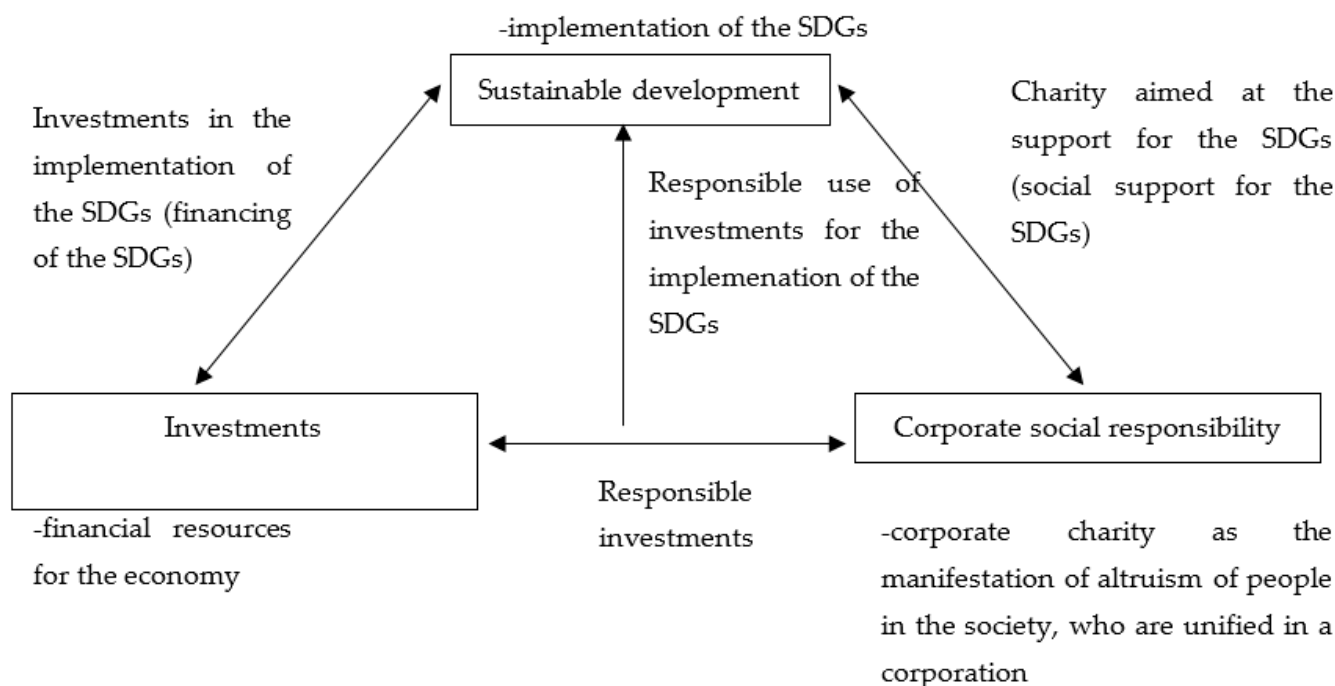 -implementation of the SDGs
Sustainable development
Investments in the
implementation of
the SDGs (financing
of the SDGs)
Responsible use of
investments for the
implemenation of the
SDGs
Charity aimed at the
support for the SDGs
(social support for the
SDGs)
Investments
-financial resources
for the economy
Responsible
investments
Corporate social responsibility
-corporate charity as the
manifestation of altruism of people
in the society, who are unified in a
corporation